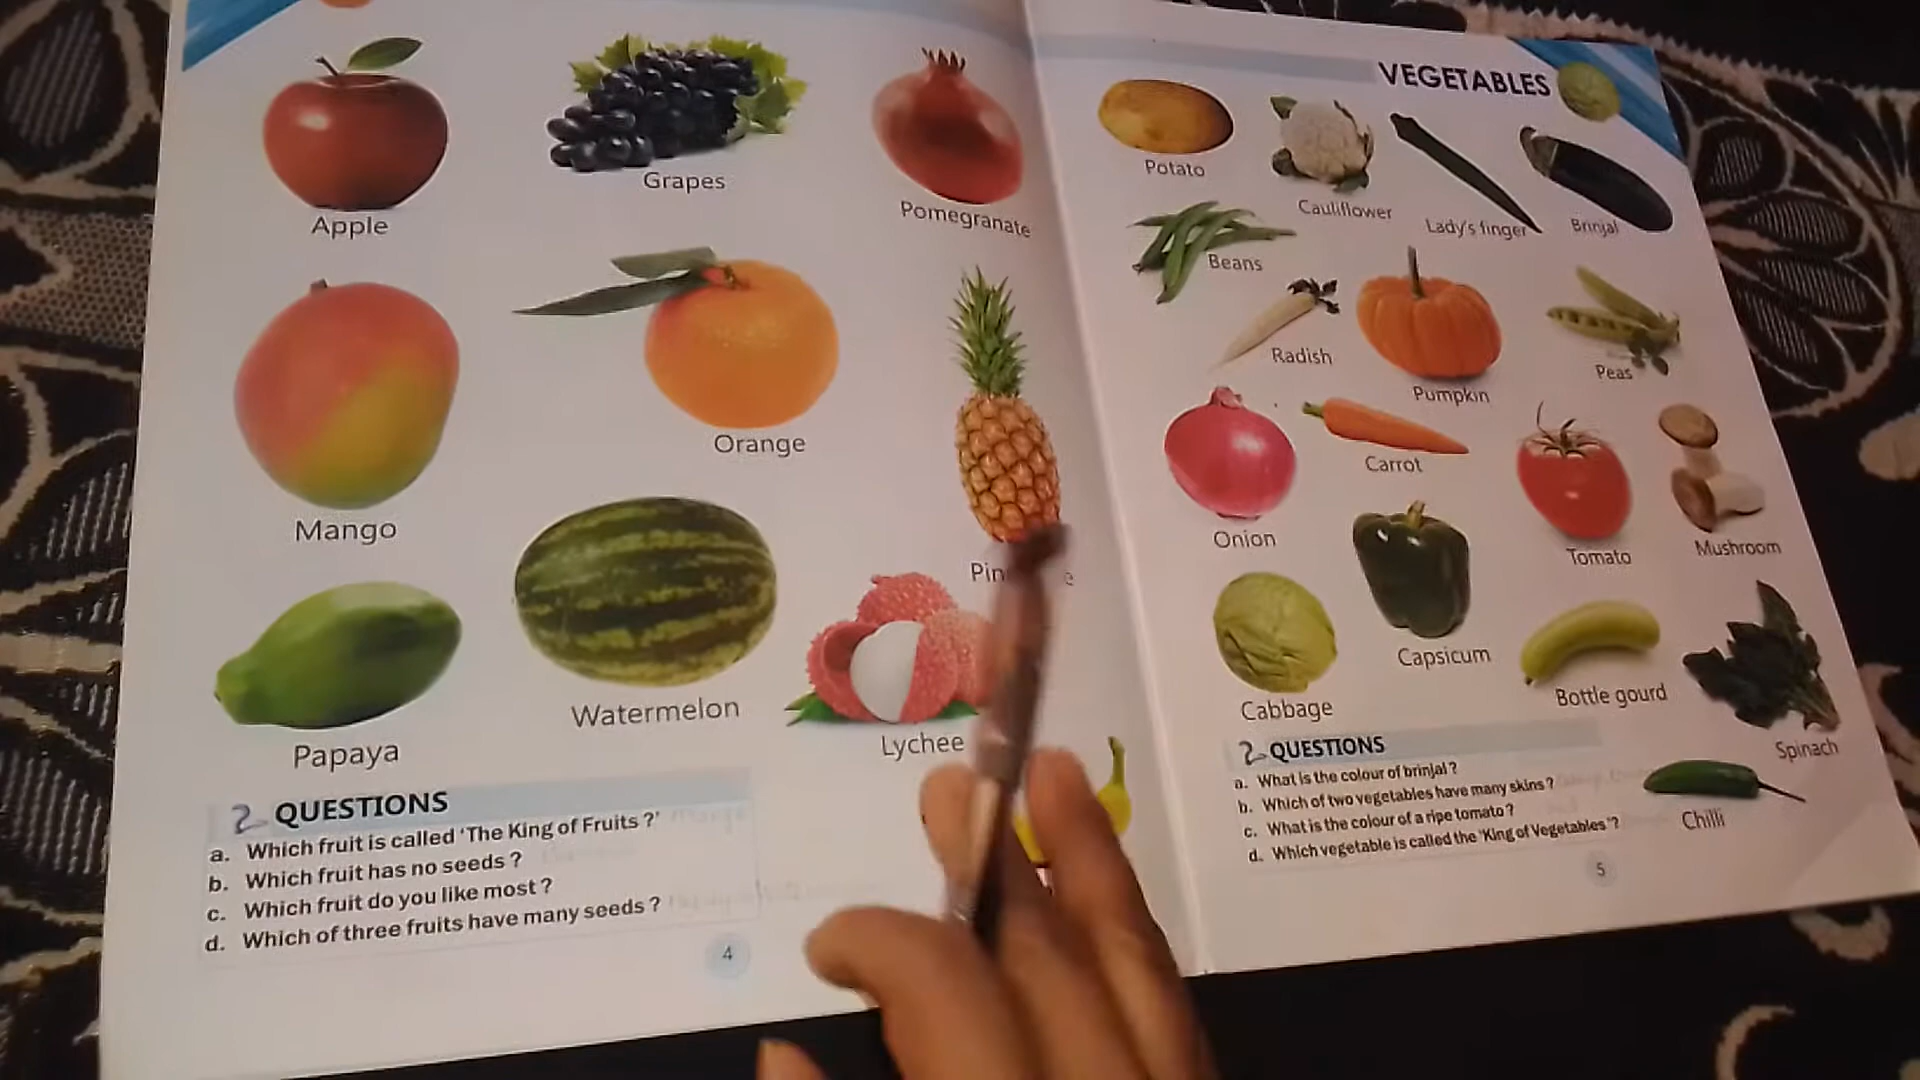 Apple
Grapes
Pomegranate
Mango
Orange
Papaya
Watermelon
Lychee
QUESTIONS
a. Which fruit is called ‘The King of Fruits ?’
b. Which fruit has no seeds ?
c. Which fruit do you like most ?
d. Which of three fruits have many seeds ?
4
VEGETABLES
Potato
Cauliflower
Lady's finger
Brinjal
Beans
Radish
Pumpkin
Peas
Onion
Carrot
Tomato
Mushroom
Cabbage
Capsicum
Bottle gourd
Spinach
Chilli
QUESTIONS
a. What is the colour of brinjal ?
b. Which of two vegetables have many skins ?
c. What is the colour of a ripe tomato ?
d. Which vegetable is called the ‘King of Vegetables’ ?
5